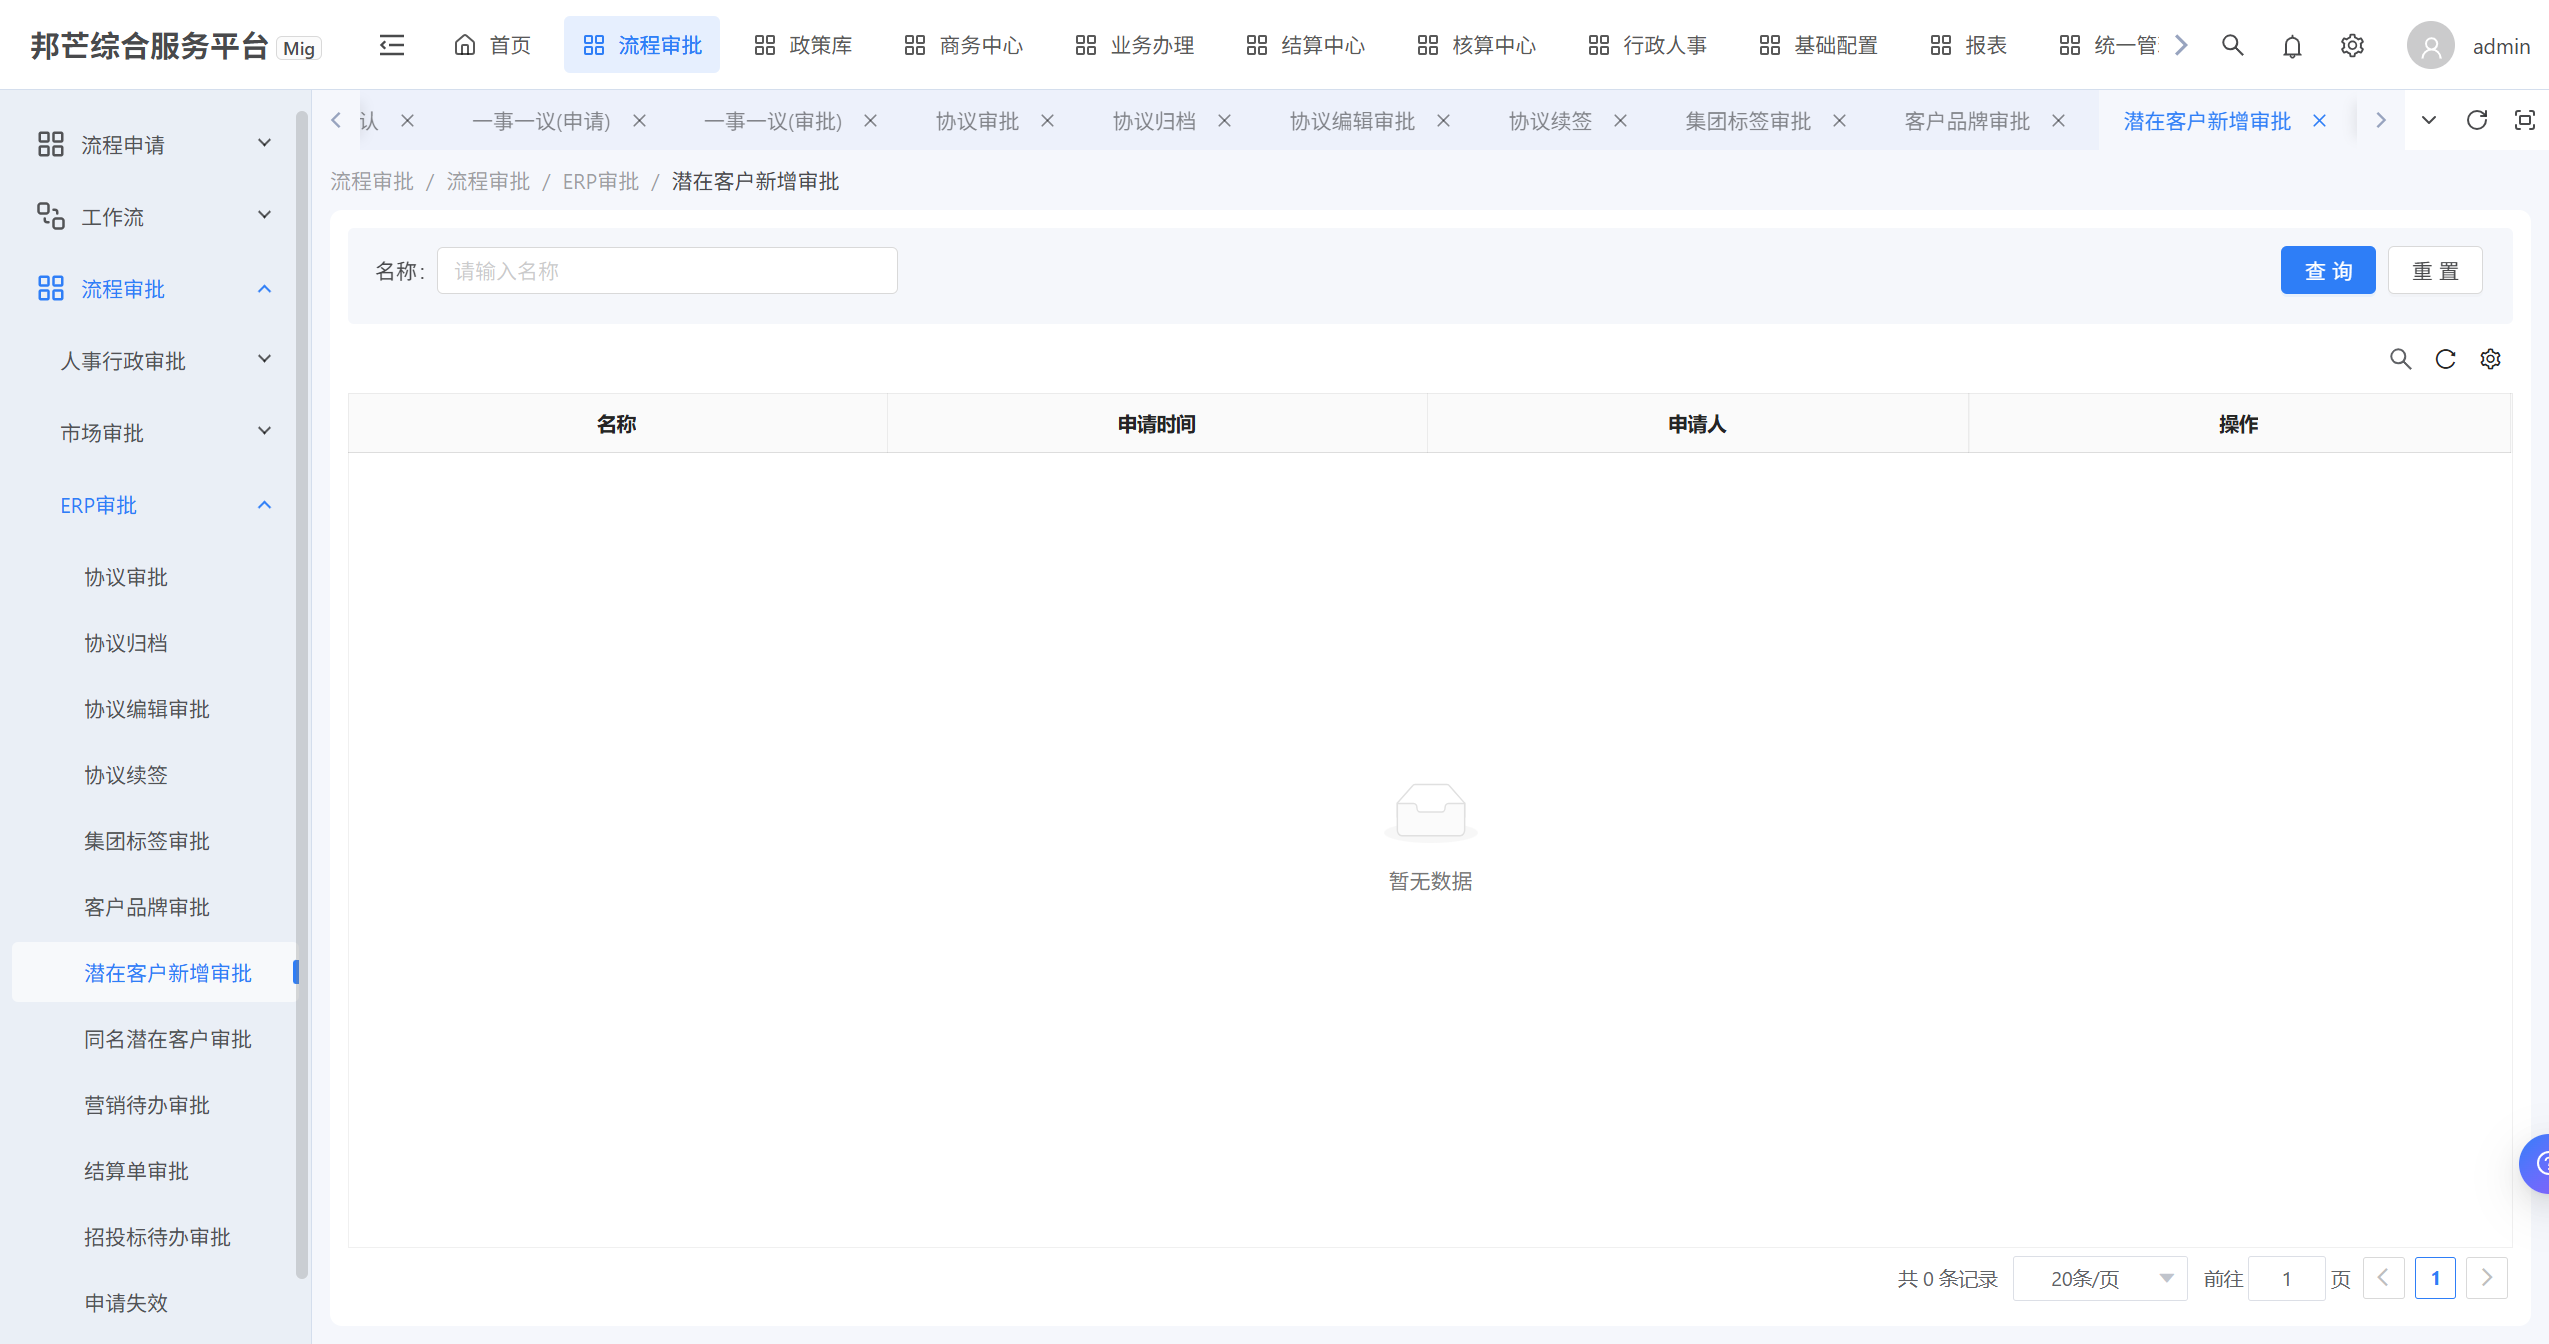 邦芒综合服务平台 Mig
首页 流程审批 政策库 商务中心 业务办理 结算中心 核算中心 行政人事 基础配置 报表 统一管
admin
认 一事一议(申请) 一事一议(审批) 协议审批 协议归档 协议编辑审批 协议续签 集团标签审批 客户品牌审批 潜在客户新增审批
流程审批 / 流程审批 / ERP审批 / 潜在客户新增审批
流程申请
工作流
流程审批
人事行政审批
市场审批
ERP审批
协议审批
协议归档
协议编辑审批
协议续签
集团标签审批
客户品牌审批
潜在客户新增审批
同名潜在客户审批
营销待办审批
结算单审批
招投标待办审批
申请失效
名称: 请输入名称 查 询 重 置
名称 申请时间 申请人 操作
暂无数据
共 0 条记录 20条/页 前往 1 页 1